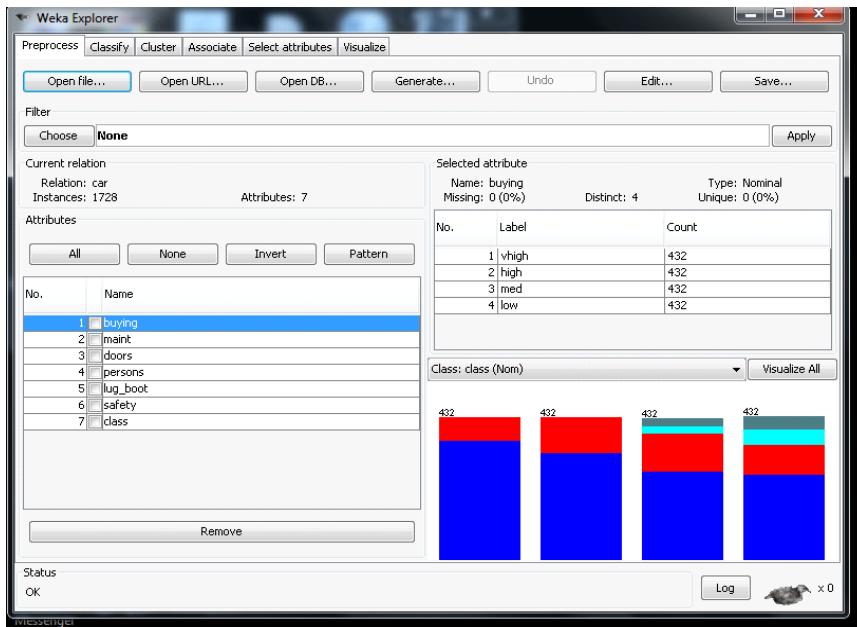 Weka Explorer
Preprocess Classify Cluster Associate Select attributes Visualize
Open file... Open URL... Open DB... Generate... Undo Edit... Save...
Filter
Choose None Apply
Current relation
Relation: car
Instances: 1728 Attributes: 7
Attributes
All None Invert Pattern
No. Name
1 buying
2 maint
3 doors
4 persons
5 lug_boot
6 safety
7 class
Remove
Selected attribute
Name: buying Type: Nominal
Missing: 0 (0%) Distinct: 4 Unique: 0 (0%)
No. Label Count
1 vhigh 432
2 high 432
3 med 432
4 low 432
Class: class (Nom) Visualize All
432 432 432 432
Status
OK
Log x 0
Messenger